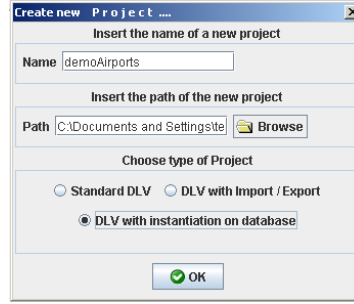 Create new Project ....
Insert the name of a new project
Name demoAirports
Insert the path of the new project
Path C:\Documents and Settings\te Browse
Choose type of Project
Standard DLV DLV with Import / Export
DLV with instantiation on database
OK